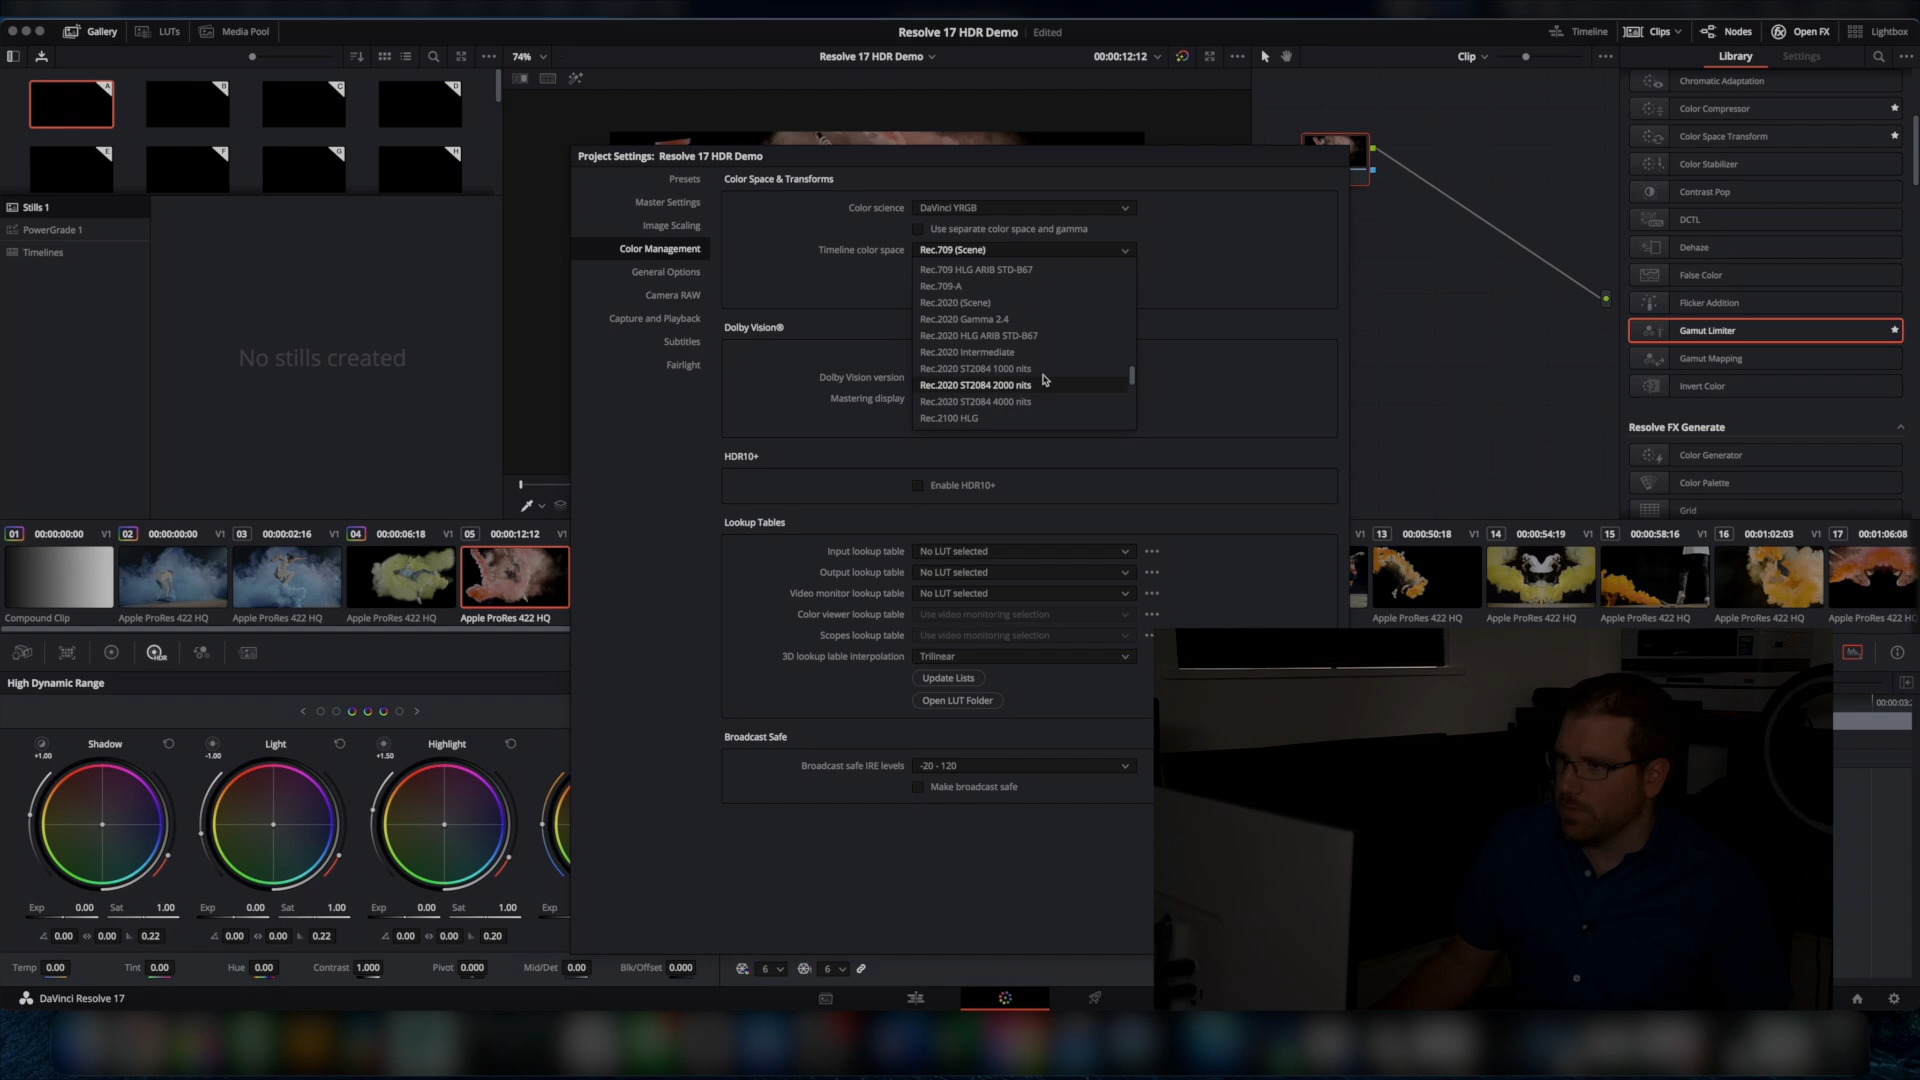 Gallery LUTs Media Pool Resolve 17 HDR Demo Edited Timeline Clips Nodes Open FX Lightbox
74% Resolve 17 HDR Demo 00:00:12:12 Clip Library Settings
A B C D
E F G H
Stills 1
PowerGrade 1
Timelines
No stills created
Project Settings: Resolve 17 HDR Demo
Presets
Master Settings
Image Scaling
Color Management
General Options
Camera RAW
Capture and Playback
Subtitles
Fairlight
Color Space & Transforms
Color science DaVinci YRGB
Use separate color space and gamma
Timeline color space Rec.709 (Scene)
Rec.709 HLG ARIB STD-B67
Rec.709-A
Rec.2020 (Scene)
Rec.2020 Gamma 2.4
Rec.2020 HLG ARIB STD-B67
Rec.2020 Intermediate
Rec.2020 ST2084 1000 nits
Rec.2020 ST2084 2000 nits
Rec.2020 ST2084 4000 nits
Rec.2100 HLG
Dolby Vision®
Dolby Vision version
Mastering display
HDR10+
Enable HDR10+
Lookup Tables
Input lookup table No LUT selected
Output lookup table No LUT selected
Video monitor lookup table No LUT selected
Color viewer lookup table Use video monitoring selection
Scopes lookup table Use video monitoring selection
3D lookup table interpolation Trilinear
Update Lists
Open LUT Folder
Broadcast Safe
Broadcast safe IRE levels -20 - 120
Make broadcast safe
Chromatic Adaptation
Color Compressor
Color Space Transform
Color Stabilizer
Contrast Pop
DCTL
Dehaze
False Color
Flicker Addition
Gamut Limiter
Gamut Mapping
Invert Color
Resolve FX Generate
Color Generator
Color Palette
Grid
01 00:00:00:00 V1 02 00:00:00:00 V1 03 00:00:02:16 V1 04 00:00:06:18 V1 05 00:00:12:12 V1
V1 13 00:00:50:18 V1 14 00:00:54:19 V1 15 00:00:58:16 V1 16 00:01:02:03 V1 17 00:01:06:08
Compound Clip Apple ProRes 422 HQ Apple ProRes 422 HQ Apple ProRes 422 HQ Apple ProRes 422 HQ
Apple ProRes 422 HQ Apple ProRes 422 HQ Apple ProRes 422 HQ Apple ProRes 422 HQ Apple ProRes 422 HQ
HDR
High Dynamic Range
Shadow Light Highlight
+1.00 -1.00 +1.50
Exp 0.00 Sat 1.00 Exp 0.00 Sat 1.00 Exp 0.00 Sat 1.00 Exp
0.00 0.00 0.22 0.00 0.00 0.22 0.00 0.00 0.20
Temp 0.00 Tint 0.00 Hue 0.00 Contrast 1.000 Pivot 0.000 Mid/Det 0.00 Blk/Offset 0.000
6 6
DaVinci Resolve 17